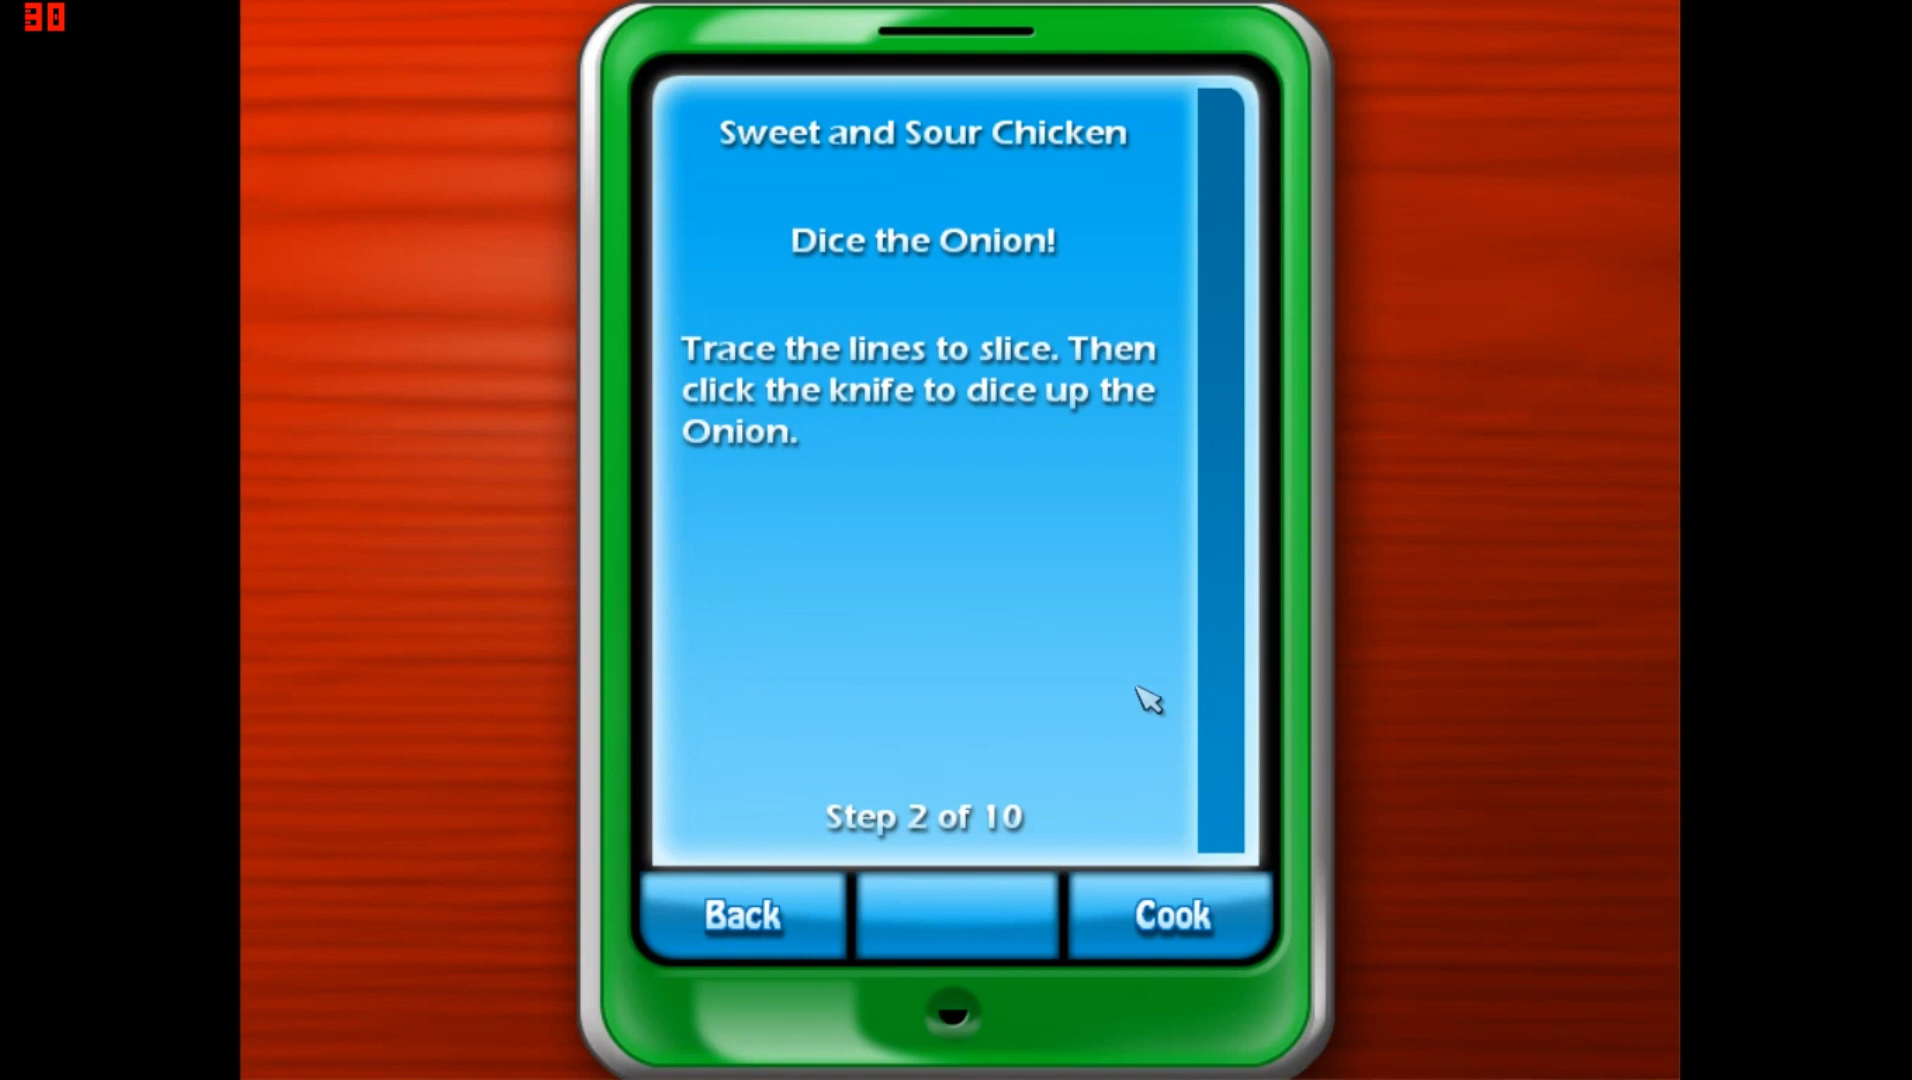 30
Sweet and Sour Chicken
Dice the Onion!
Trace the lines to slice. Then
click the knife to dice up the
Onion.
Step 2 of 10
Back
Cook